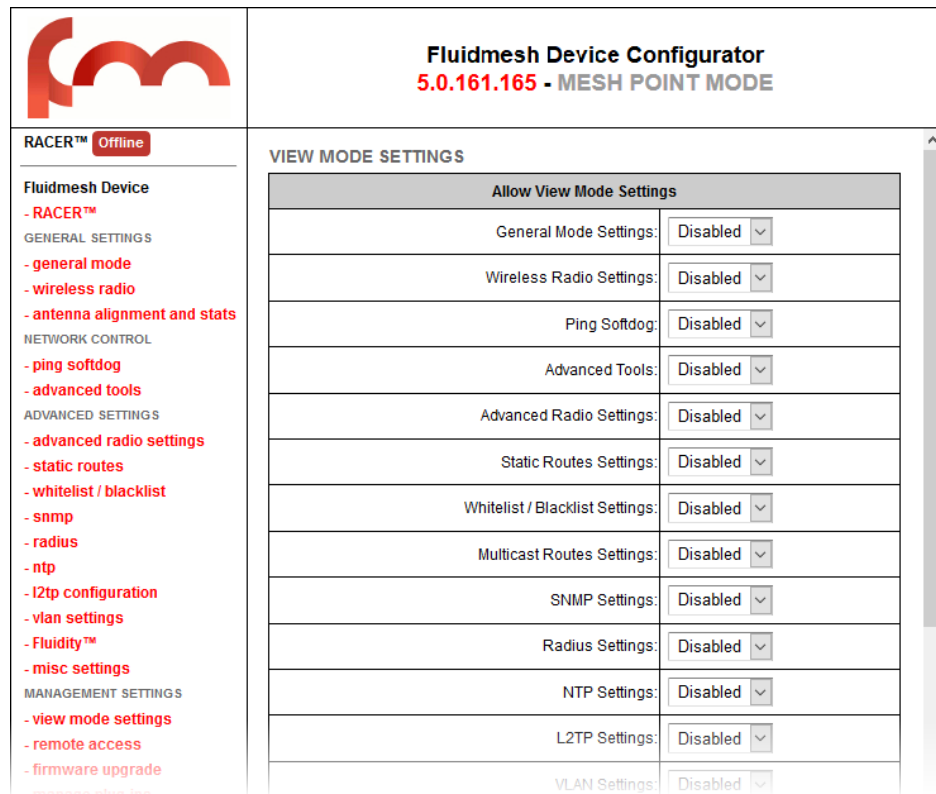 Fluidmesh Device Configurator
5.0.161.165 - MESH POINT MODE
RACER™ Offline
Fluidmesh Device
- RACER™
GENERAL SETTINGS
- general mode
- wireless radio
- antenna alignment and stats
NETWORK CONTROL
- ping softdog
- advanced tools
ADVANCED SETTINGS
- advanced radio settings
- static routes
- whitelist / blacklist
- snmp
- radius
- ntp
- l2tp configuration
- vlan settings
- Fluidity™
- misc settings
MANAGEMENT SETTINGS
- view mode settings
- remote access
- firmware upgrade
VIEW MODE SETTINGS
Allow View Mode Settings
General Mode Settings: Disabled
Wireless Radio Settings: Disabled
Ping Softdog: Disabled
Advanced Tools: Disabled
Advanced Radio Settings: Disabled
Static Routes Settings: Disabled
Whitelist / Blacklist Settings: Disabled
Multicast Routes Settings: Disabled
SNMP Settings: Disabled
Radius Settings: Disabled
NTP Settings: Disabled
L2TP Settings: Disabled
VLAN Settings: Disabled